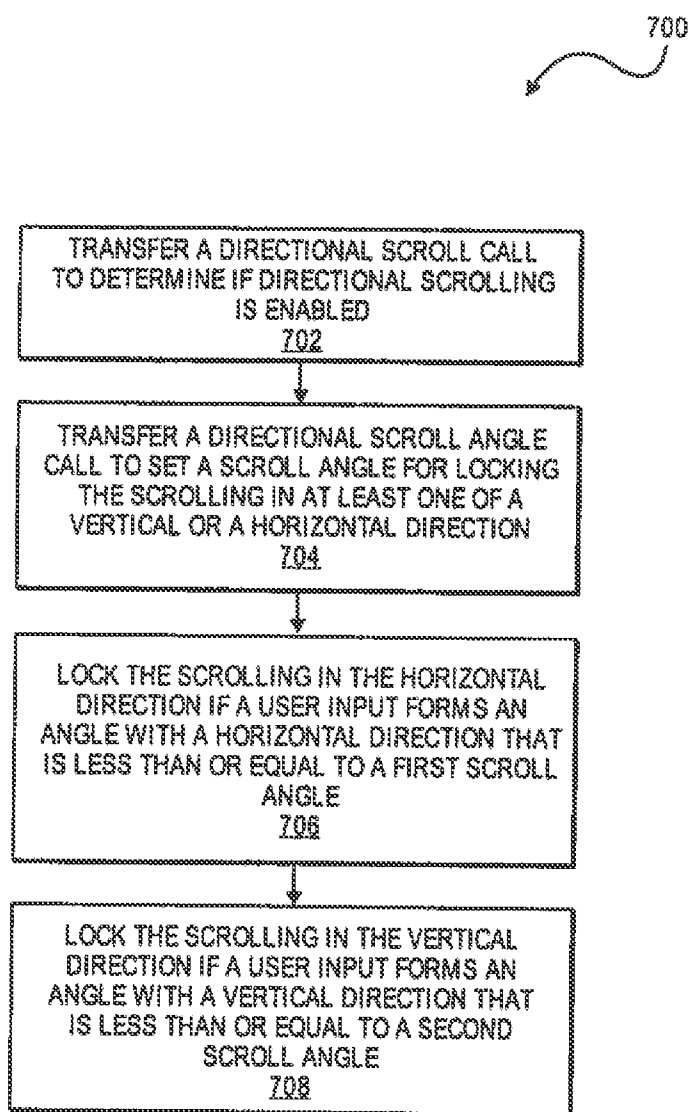 700
TRANSFER A DIRECTIONAL SCROLL CALL
TO DETERMINE IF DIRECTIONAL SCROLLING
IS ENABLED
702
TRANSFER A DIRECTIONAL SCROLL ANGLE
CALL TO SET A SCROLL ANGLE FOR LOCKING
THE SCROLLING IN AT LEAST ONE OF A
VERTICAL OR A HORIZONTAL DIRECTION
704
LOCK THE SCROLLING IN THE HORIZONTAL
DIRECTION IF A USER INPUT FORMS AN
ANGLE WITH A HORIZONTAL DIRECTION THAT
IS LESS THAN OR EQUAL TO A FIRST SCROLL
ANGLE
706
LOCK THE SCROLLING IN THE VERTICAL
DIRECTION IF A USER INPUT FORMS AN
ANGLE WITH A VERTICAL DIRECTION THAT
IS LESS THAN OR EQUAL TO A SECOND
SCROLL ANGLE
708